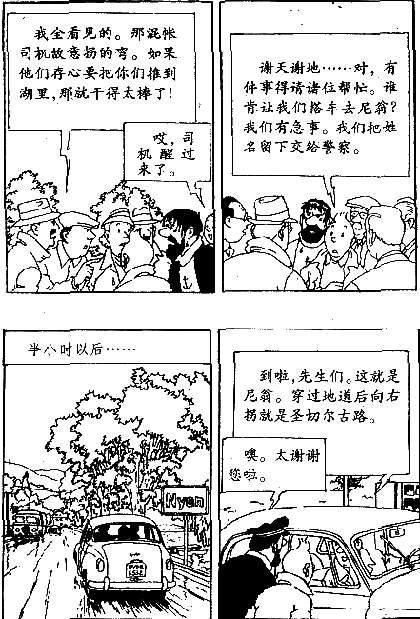 我全看见的。那混帐
司机故意拐的弯。如果
他们存心要把你们推到
湖里,那就干得太棒了!
哎,司
机醒过
来了。
谢天谢地……对,有
件事得请诸位帮忙。谁
肯让我们搭车去尼翁?
我们有急事。我们把姓
名留下交给警察。
半小时以后……
Nyon
到啦,先生们。这就是
尼翁。穿过地道后向右
拐就是圣切尔古路。
噢。太谢谢
您啦。